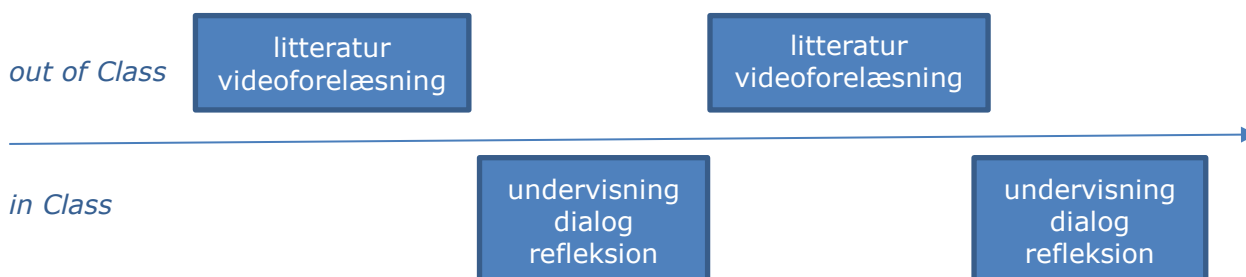 out of Class
litteratur
videoforelæsning
litteratur
videoforelæsning
in Class
undervisning
dialog
refleksion
undervisning
dialog
refleksion